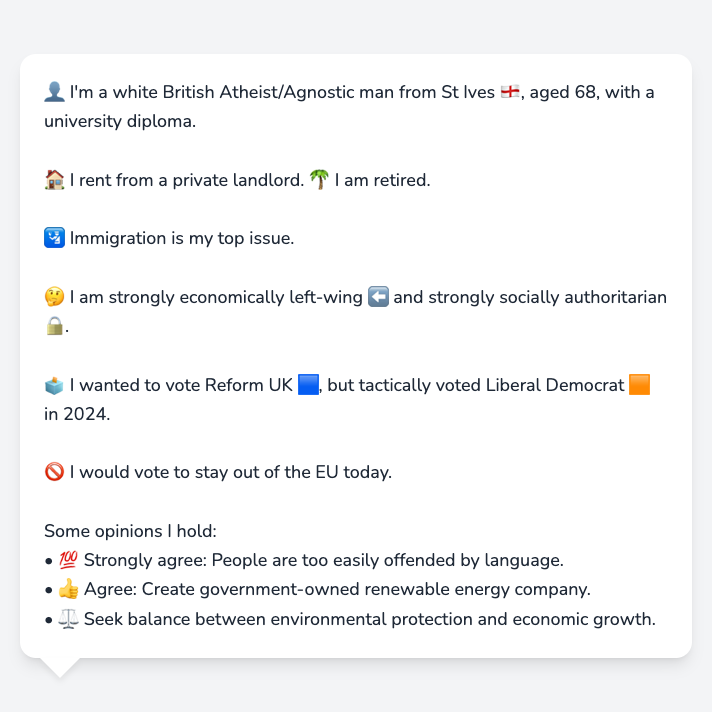 👤 I'm a white British Atheist/Agnostic man from St Ives 🏴󠁧󠁢󠁥󠁮󠁧󠁿, aged 68, with a
university diploma.
🏠 I rent from a private landlord. 🌴 I am retired.
🛂 Immigration is my top issue.
🤔 I am strongly economically left-wing ⬅️ and strongly socially authoritarian
🔒.
🗳️ I wanted to vote Reform UK 🟦, but tactically voted Liberal Democrat 🟧
in 2024.
🚫 I would vote to stay out of the EU today.
Some opinions I hold:
• 💯 Strongly agree: People are too easily offended by language.
• 👍 Agree: Create government-owned renewable energy company.
• ⚖️ Seek balance between environmental protection and economic growth.